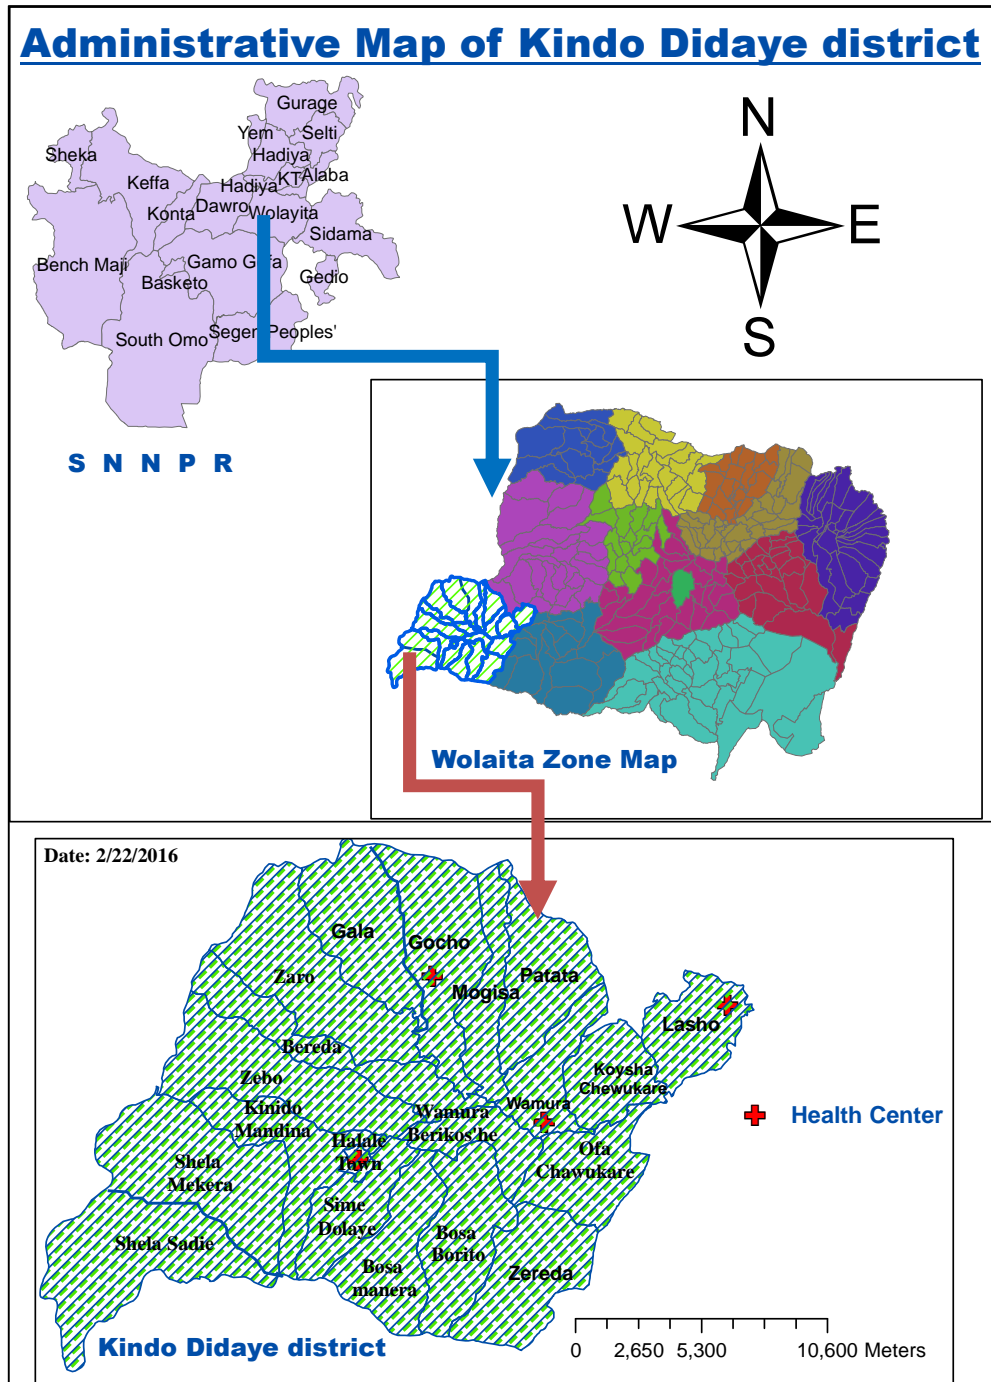 Administrative Map of Kindo Didaye district
Gurage
Yem
Selti
Sheka
Hadiya
Keffa
Hadiya
KT
Alaba
Konta
Dawro
Wolayita
Sidama
Bench Maji
Gamo Gofa
Basketo
Gedio
South Omo
Segen Peoples'
S N N P R
N
W
E
S
Wolaita Zone Map
Date: 2/22/2016
Gala
Gocho
Zaro
Mogisa
Patata
Lasho
Bereda
Koysha
Chewukare
Zebo
Wamura
Kinido
Mandina
Wamura
Berikos'he
Halale
Town
Ofa
Chawukare
Shela
Mekera
Sime
Dolaye
Shela Sadie
Bosa
Borito
Bosa
manera
Zereda
Health Center
Kindo Didaye district
0 2,650 5,300 10,600 Meters